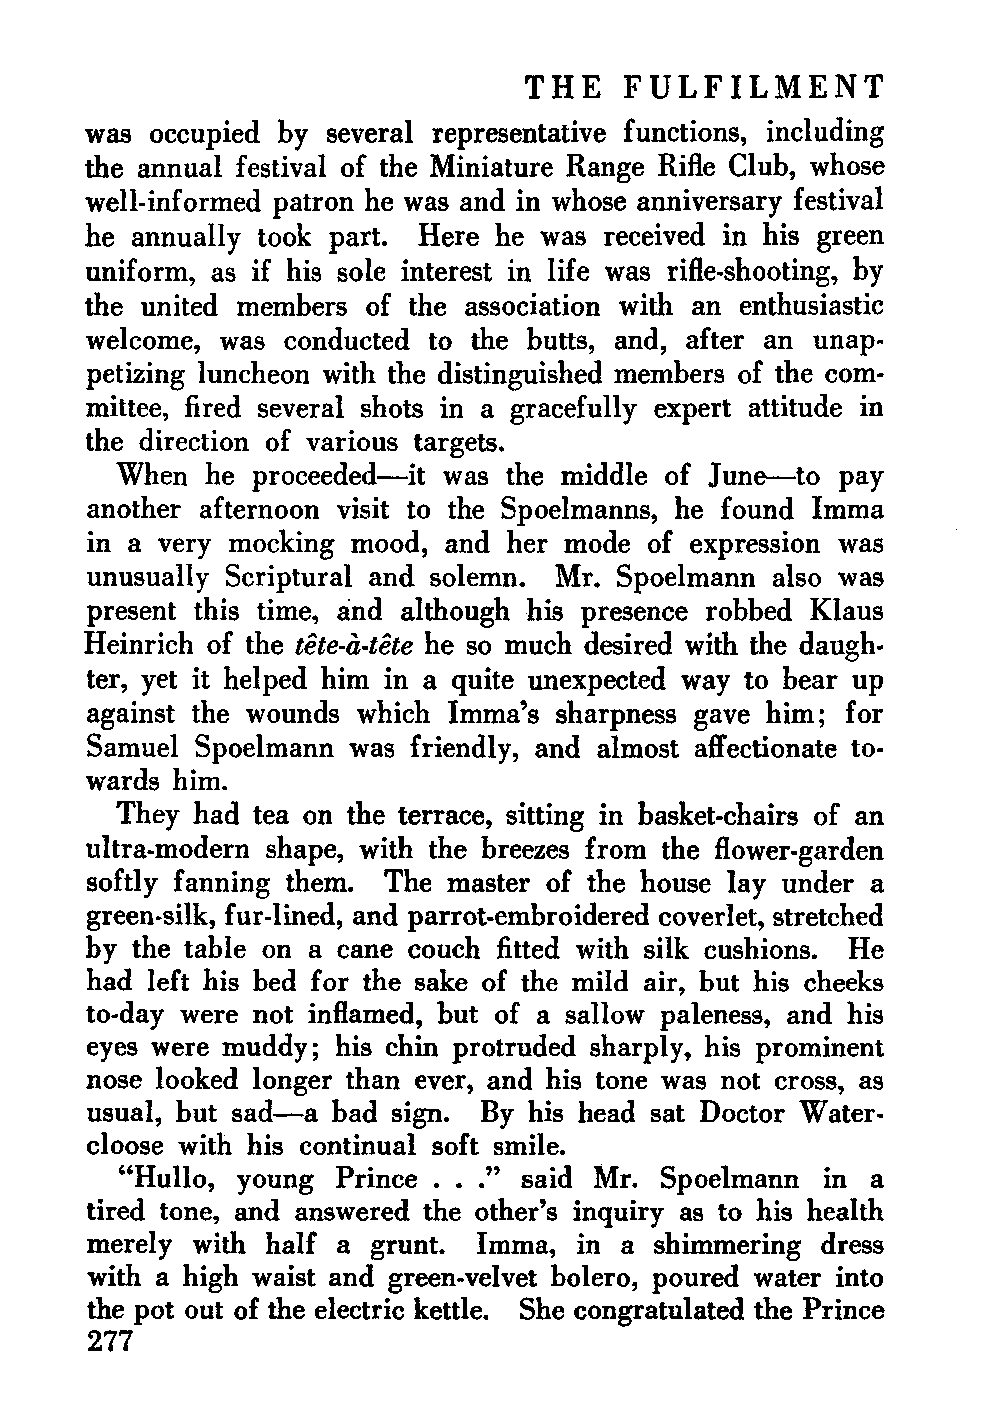 THE FULFILMENT
was occupied by several representative functions, including
the annual festival of the Miniature Range Rifle Club, whose
well-informed patron he was and in whose anniversary festival
he annually took part. Here he was received in his green
uniform, as if his sole interest in life was rifle-shooting, by
the united members of the association with an enthusiastic
welcome, was conducted to the butts, and, after an unap-
petizing luncheon with the distinguished members of the com-
mittee, fired several shots in a gracefully expert attitude in
the direction of various targets.
When he proceeded—it was the middle of June—to pay
another afternoon visit to the Spoelmanns, he found Imma
in a very mocking mood, and her mode of expression was
unusually Scriptural and solemn. Mr. Spoelmann also was
present this time, and although his presence robbed Klaus
Heinrich of the tête-à-tête he so much desired with the daugh-
ter, yet it helped him in a quite unexpected way to bear up
against the wounds which Imma's sharpness gave him; for
Samuel Spoelmann was friendly, and almost affectionate to-
wards him.
They had tea on the terrace, sitting in basket-chairs of an
ultra-modern shape, with the breezes from the flower-garden
softly fanning them. The master of the house lay under a
green-silk, fur-lined, and parrot-embroidered coverlet, stretched
by the table on a cane couch fitted with silk cushions. He
had left his bed for the sake of the mild air, but his cheeks
to-day were not inflamed, but of a sallow paleness, and his
eyes were muddy; his chin protruded sharply, his prominent
nose looked longer than ever, and his tone was not cross, as
usual, but sad—a bad sign. By his head sat Doctor Water-
cloose with his continual soft smile.
“Hullo, young Prince . . .” said Mr. Spoelmann in a
tired tone, and answered the other's inquiry as to his health
merely with half a grunt. Imma, in a shimmering dress
with a high waist and green-velvet bolero, poured water into
the pot out of the electric kettle. She congratulated the Prince
277